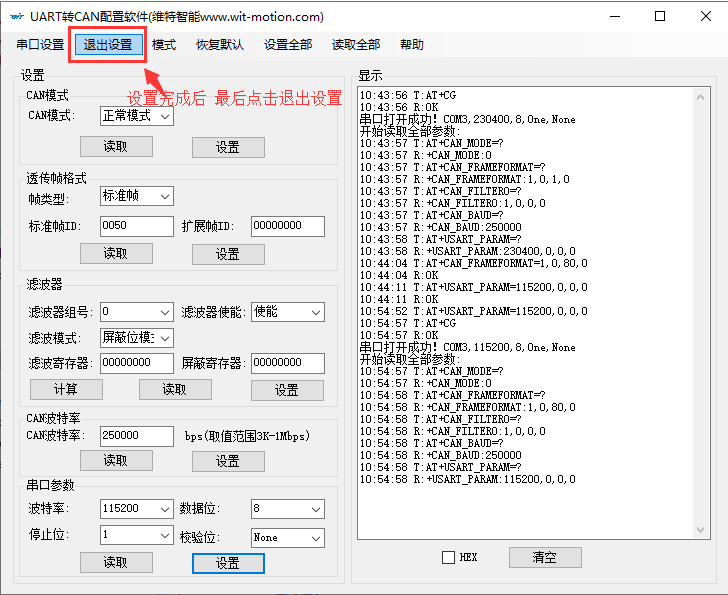 UART转CAN配置软件(维特智能www.wit-motion.com)
串口设置 退出设置 模式 恢复默认 设置全部 读取全部 帮助
设置完成后 最后点击退出设置
设置
CAN模式
CAN模式: 正常模式
读取 设置
透传帧格式
帧类型: 标准帧
标准帧ID: 0050 扩展帧ID: 00000000
读取 设置
滤波器
滤波器组号: 0 滤波器使能: 使能
滤波模式: 屏蔽位模
滤波寄存器: 00000000 屏蔽寄存器: 00000000
计算 读取 设置
CAN波特率
CAN波特率: 250000 bps(取值范围3K-1Mbps)
读取 设置
串口参数
波特率: 115200 数据位: 8
停止位: 1 校验位: None
读取 设置
显示
10:43:56 T:AT+CG
10:43:56 R:OK
串口打开成功! COM3,230400,8,One,None
开始读取全部参数:
10:43:57 T:AT+CAN_MODE=?
10:43:57 R:+CAN_MODE:0
10:43:57 T:AT+CAN_FRAMEFORMAT=?
10:43:57 R:+CAN_FRAMEFORMAT:1,0,1,0
10:43:57 T:AT+CAN_FILTER0=?
10:43:57 R:+CAN_FILTER0:1,0,0,0
10:43:57 T:AT+CAN_BAUD=?
10:43:57 R:+CAN_BAUD:250000
10:43:58 T:AT+USART_PARAM=?
10:43:58 R:+USART_PARAM:230400,0,0,0
10:44:04 T:AT+CAN_FRAMEFORMAT=1,0,80,0
10:44:04 R:OK
10:44:11 T:AT+USART_PARAM=115200,0,0,0
10:44:11 R:OK
10:54:52 T:AT+USART_PARAM=115200,0,0,0
10:54:57 T:AT+CG
10:54:57 R:OK
串口打开成功! COM3,115200,8,One,None
开始读取全部参数:
10:54:57 T:AT+CAN_MODE=?
10:54:57 R:+CAN_MODE:0
10:54:58 T:AT+CAN_FRAMEFORMAT=?
10:54:58 R:+CAN_FRAMEFORMAT:1,0,80,0
10:54:58 T:AT+CAN_FILTER0=?
10:54:58 R:+CAN_FILTER0:1,0,0,0
10:54:58 T:AT+CAN_BAUD=?
10:54:58 R:+CAN_BAUD:250000
10:54:58 T:AT+USART_PARAM=?
10:54:58 R:+USART_PARAM:115200,0,0,0
HEX 清空